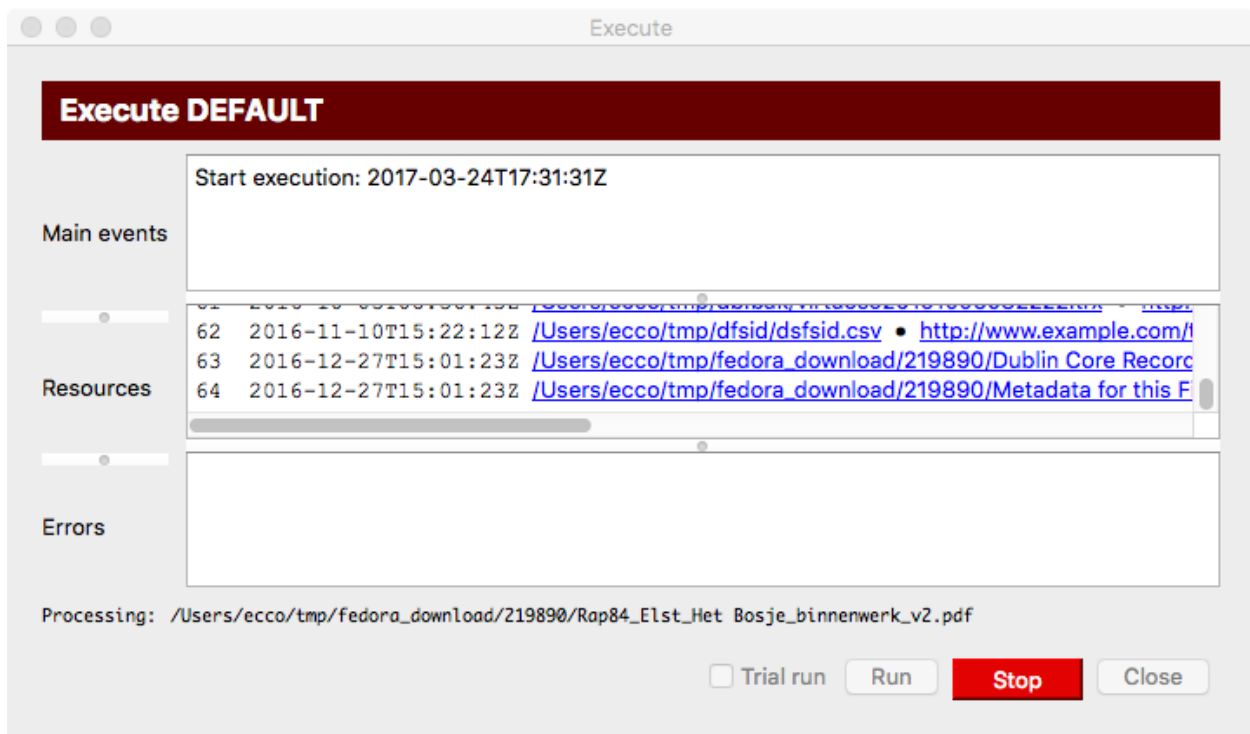 Execute
Execute DEFAULT
Main events
Start execution: 2017-03-24T17:31:31Z
Resources
62 2016-11-10T15:22:12Z /Users/ecco/tmp/dfsid/dsfsid.csv • http://www.example.com/
63 2016-12-27T15:01:23Z /Users/ecco/tmp/fedora_download/219890/Dublin Core Record
64 2016-12-27T15:01:23Z /Users/ecco/tmp/fedora_download/219890/Metadata for this
Errors
Processing: /Users/ecco/tmp/fedora_download/219890/Rap84_Elst_Het Bosje_binnenwerk_v2.pdf
Trial run Run Stop Close